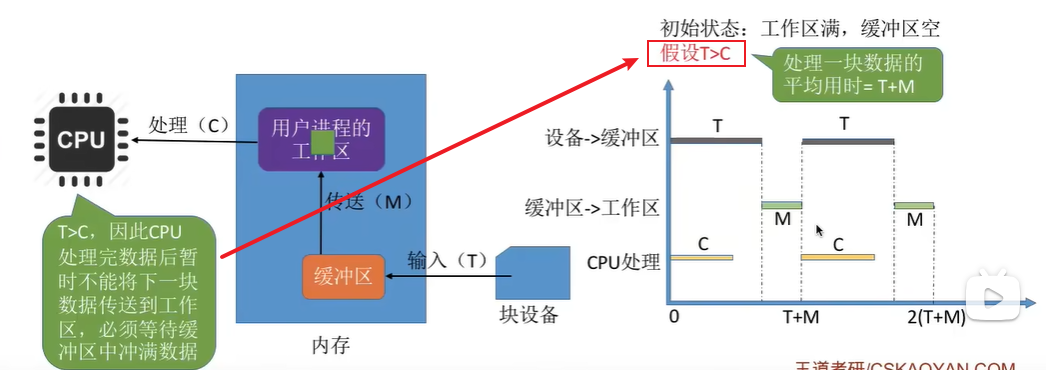 初始状态：工作区满，缓冲区空
假设T>C
处理一块数据的
平均用时= T+M
CPU
处理（C）
用户进程的
工作区
传送（M）
缓冲区
输入（T）
块设备
内存
T>C，因此CPU
处理完数据后暂
时不能将下一块
数据传送到工作
区，必须等待缓
冲区中冲满数据
设备->缓冲区
T
T
缓冲区->工作区
M
M
CPU处理
C
C
0
T+M
2(T+M)
王道考研/CSKAOYAN.COM